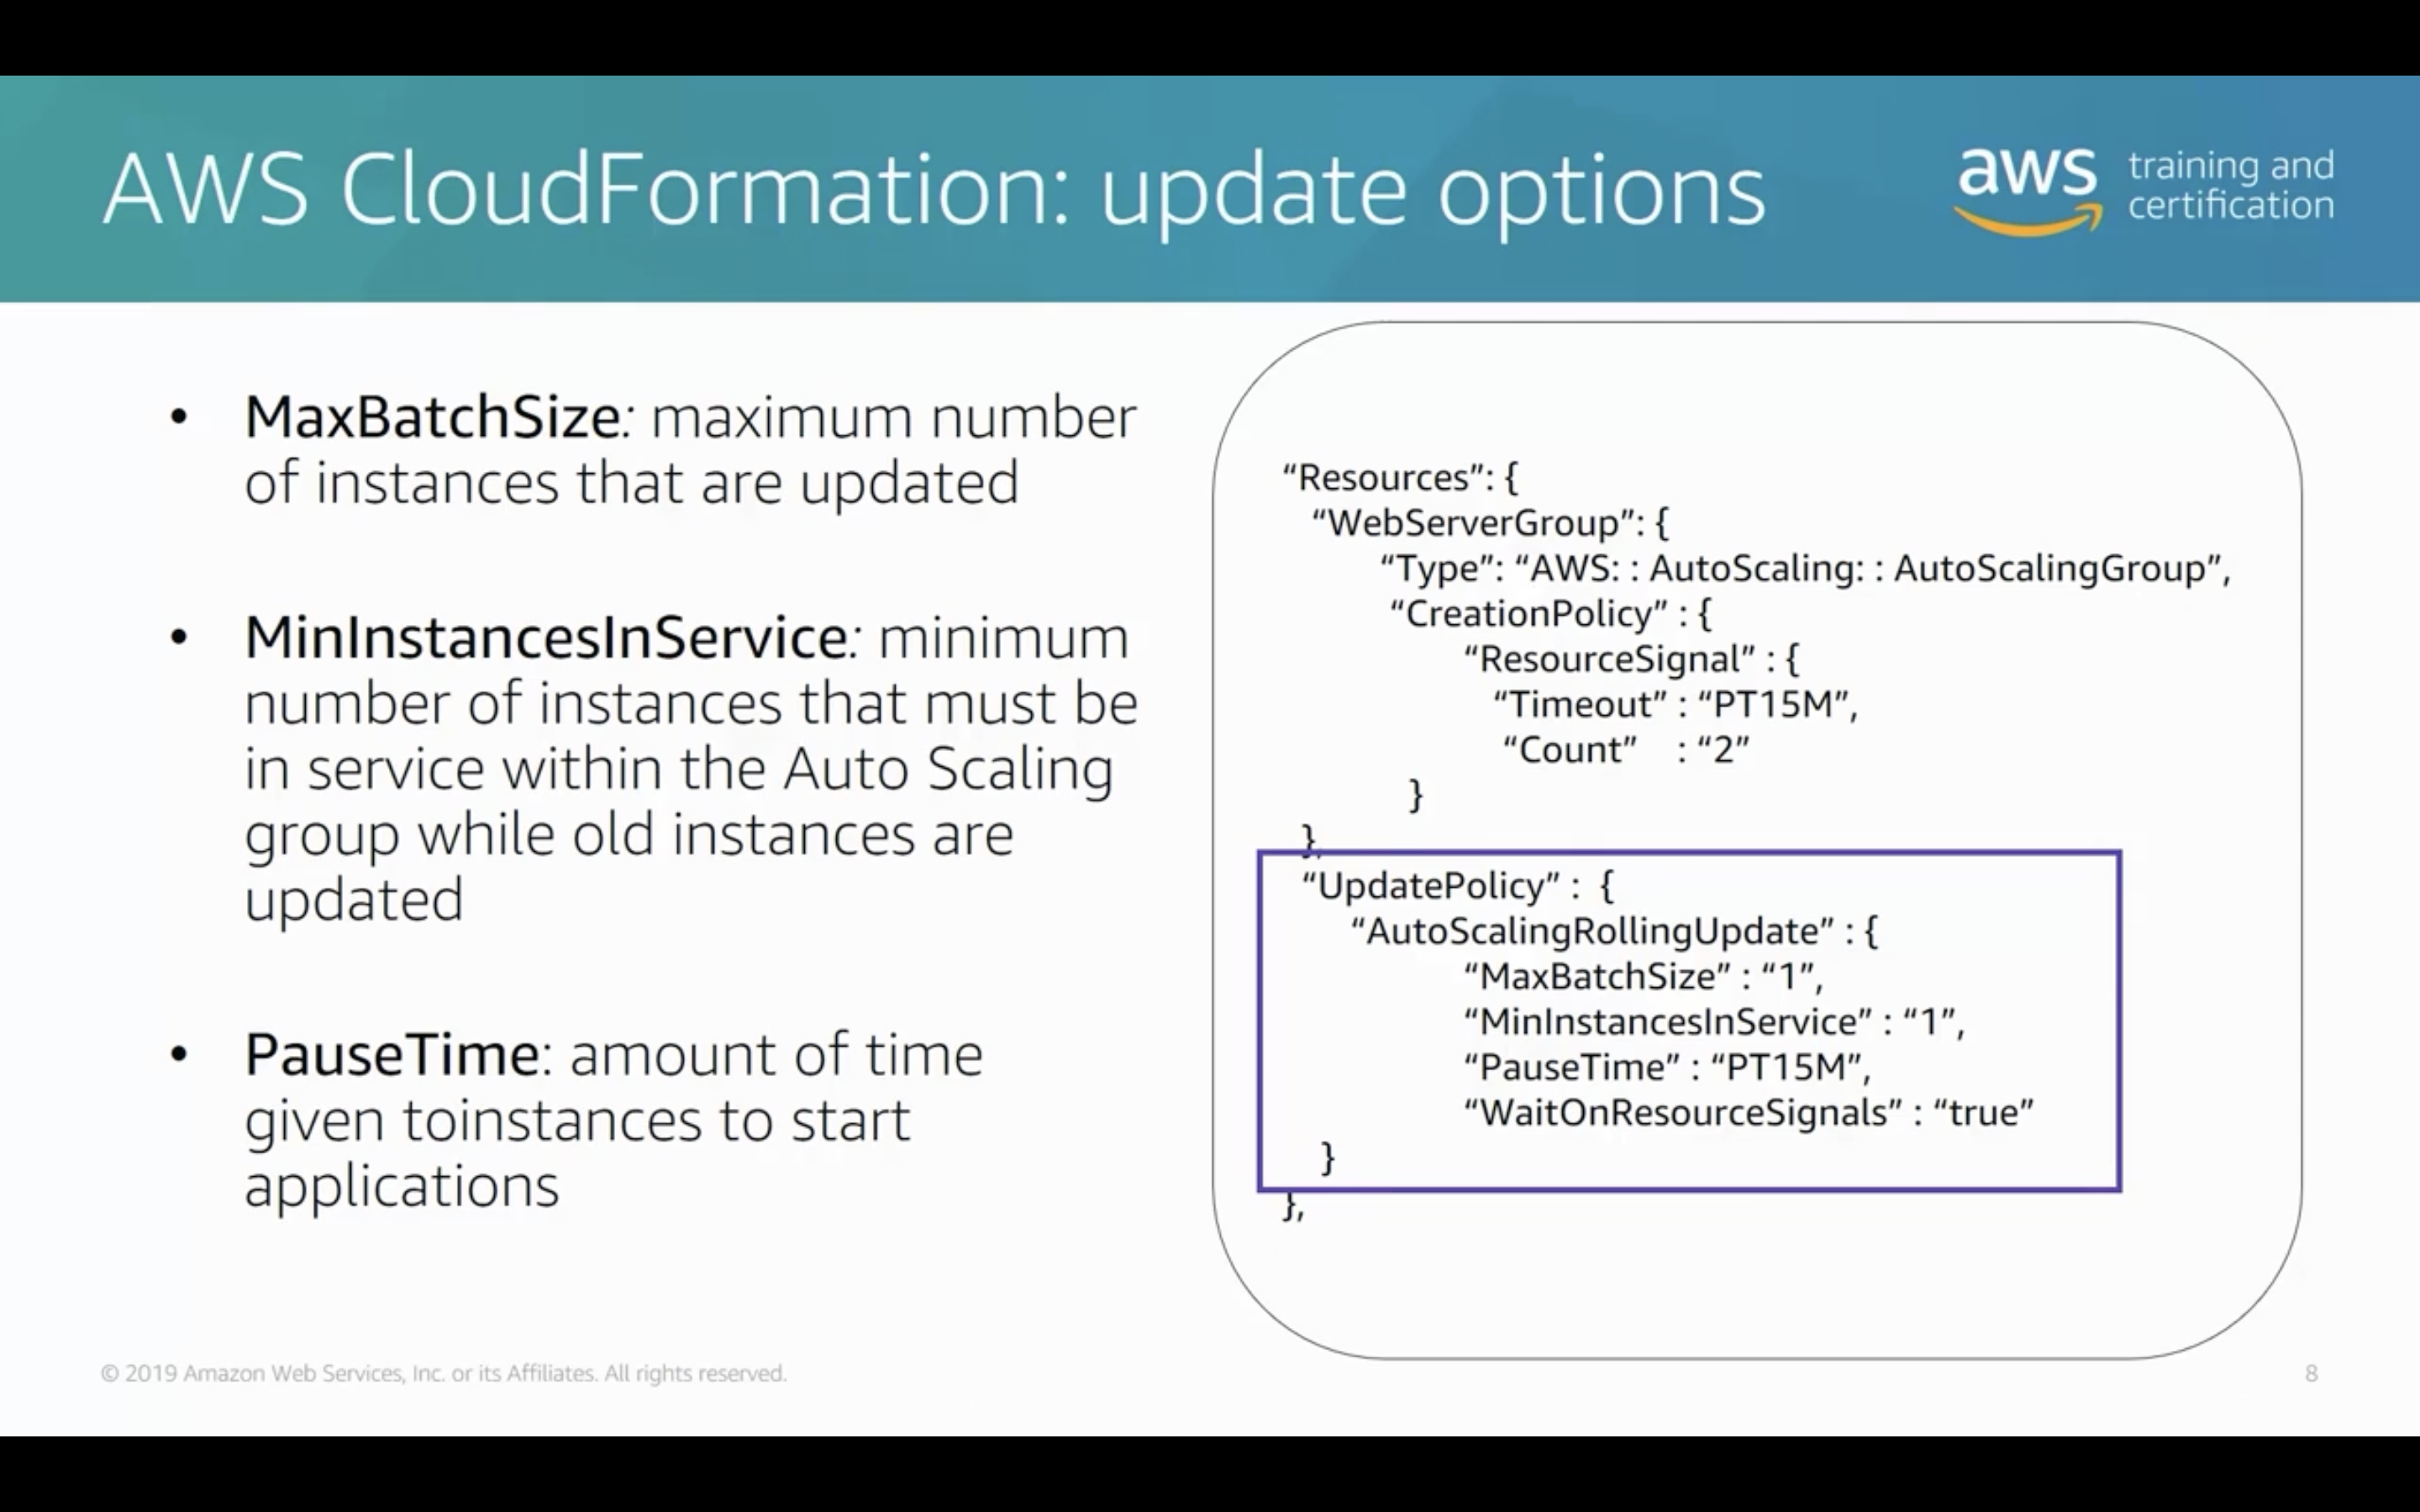 AWS CloudFormation: update options
aws
training and
certification
• MaxBatchSize: maximum number
of instances that are updated
• MinInstancesInService: minimum
number of instances that must be
in service within the Auto Scaling
group while old instances are
updated
• PauseTime: amount of time
given toinstances to start
applications
“Resources”: {
“WebServerGroup”: {
“Type”: “AWS: : AutoScaling: : AutoScalingGroup”,
“CreationPolicy” : {
“ResourceSignal” : {
“Timeout” : “PT15M”,
“Count” : “2”
}
},
“UpdatePolicy” : {
“AutoScalingRollingUpdate” : {
“MaxBatchSize” : “1”,
“MinInstancesInService” : “1”,
“PauseTime” : “PT15M”,
“WaitOnResourceSignals” : “true”
}
},
© 2019 Amazon Web Services, Inc. or its Affiliates. All rights reserved.
8